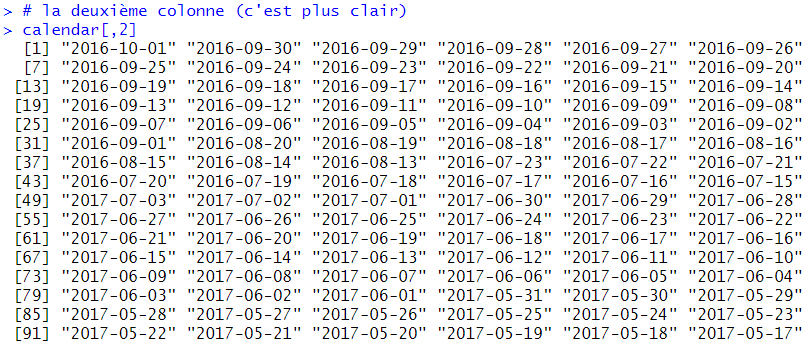 > # la deuxième colonne (c'est plus clair)
> calendar[,2]
[1] "2016-10-01" "2016-09-30" "2016-09-29" "2016-09-28" "2016-09-27" "2016-09-26"
[7] "2016-09-25" "2016-09-24" "2016-09-23" "2016-09-22" "2016-09-21" "2016-09-20"
[13] "2016-09-19" "2016-09-18" "2016-09-17" "2016-09-16" "2016-09-15" "2016-09-14"
[19] "2016-09-13" "2016-09-12" "2016-09-11" "2016-09-10" "2016-09-09" "2016-09-08"
[25] "2016-09-07" "2016-09-06" "2016-09-05" "2016-09-04" "2016-09-03" "2016-09-02"
[31] "2016-09-01" "2016-08-20" "2016-08-19" "2016-08-18" "2016-08-17" "2016-08-16"
[37] "2016-08-15" "2016-08-14" "2016-08-13" "2016-07-23" "2016-07-22" "2016-07-21"
[43] "2016-07-20" "2016-07-19" "2016-07-18" "2016-07-17" "2016-07-16" "2016-07-15"
[49] "2017-07-03" "2017-07-02" "2017-07-01" "2017-06-30" "2017-06-29" "2017-06-28"
[55] "2017-06-27" "2017-06-26" "2017-06-25" "2017-06-24" "2017-06-23" "2017-06-22"
[61] "2017-06-21" "2017-06-20" "2017-06-19" "2017-06-18" "2017-06-17" "2017-06-16"
[67] "2017-06-15" "2017-06-14" "2017-06-13" "2017-06-12" "2017-06-11" "2017-06-10"
[73] "2017-06-09" "2017-06-08" "2017-06-07" "2017-06-06" "2017-06-05" "2017-06-04"
[79] "2017-06-03" "2017-06-02" "2017-06-01" "2017-05-31" "2017-05-30" "2017-05-29"
[85] "2017-05-28" "2017-05-27" "2017-05-26" "2017-05-25" "2017-05-24" "2017-05-23"
[91] "2017-05-22" "2017-05-21" "2017-05-20" "2017-05-19" "2017-05-18" "2017-05-17"